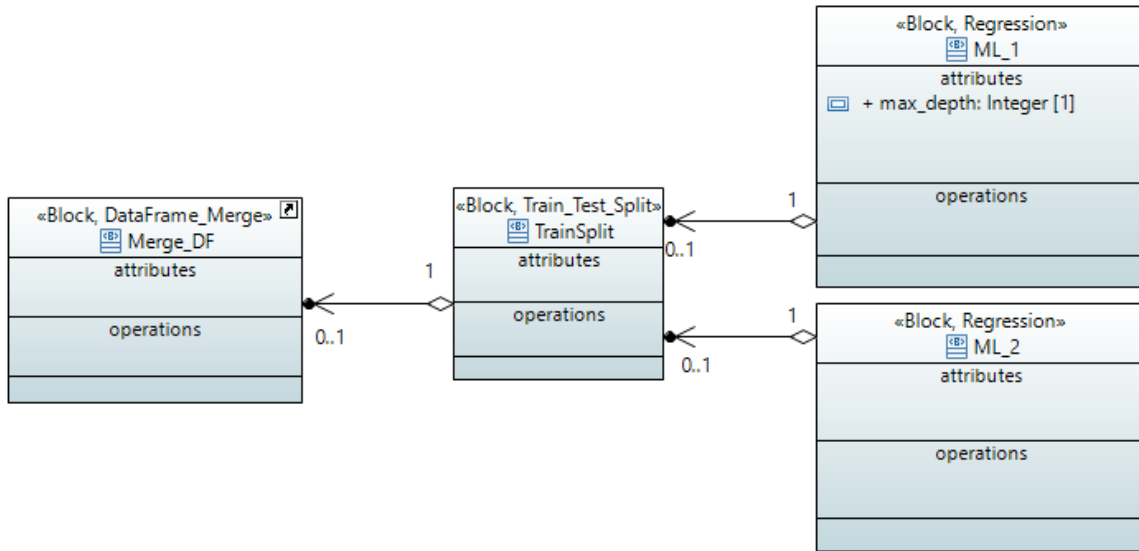 «Block, DataFrame_Merge»
Merge_DF
attributes
operations
1
0..1
«Block, Train_Test_Split»
TrainSplit
attributes
operations
1
0..1
1
0..1
«Block, Regression»
ML_1
attributes
+ max_depth: Integer [1]
operations
«Block, Regression»
ML_2
attributes
operations